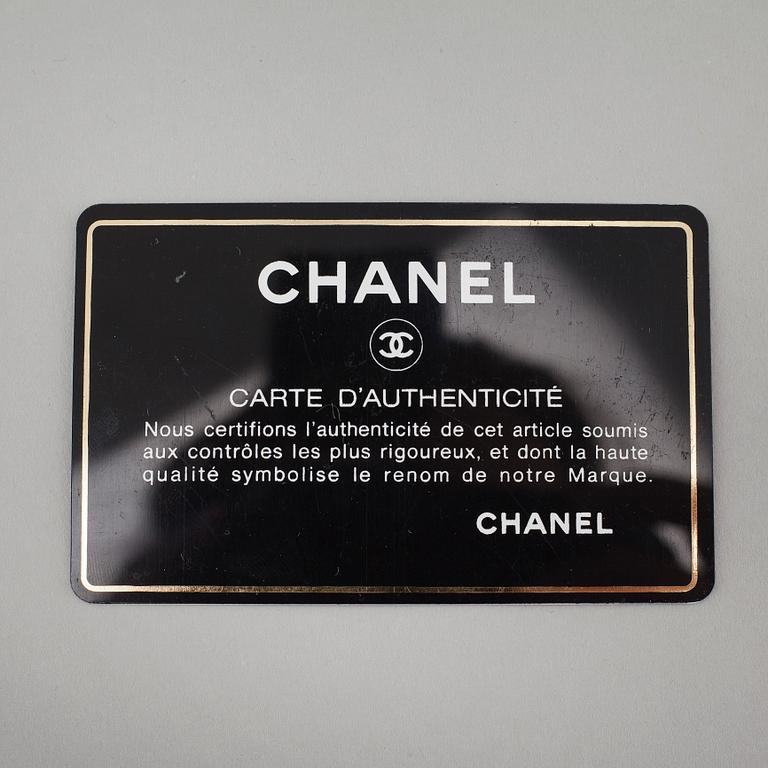 CHANEL
CARTE D'AUTHENTICITÉ
Nous certifions l'authenticité de cet article soumis
aux contrôles les plus rigoureux, et dont la haute
qualité symbolise le renom de notre Marque.
CHANEL